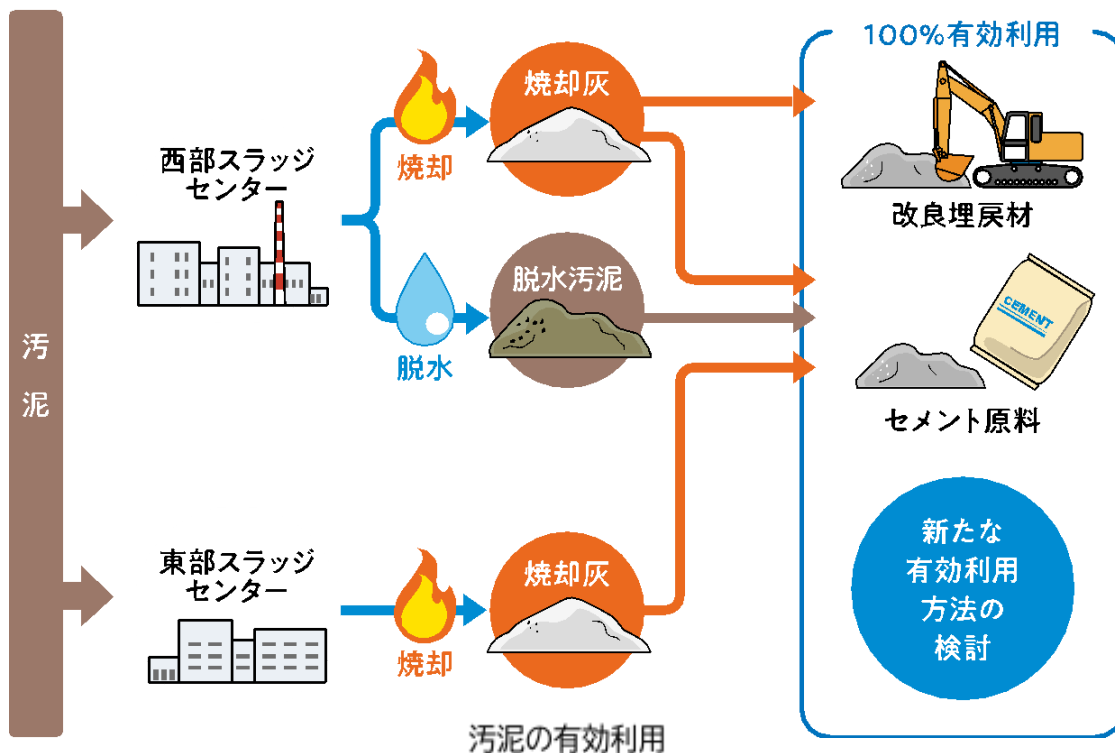 汚泥
西部スラッジ
センター
焼却
焼却灰
脱水
脱水汚泥
東部スラッジ
センター
焼却
焼却灰
100%有効利用
改良埋戻材
CEMENT
セメント原料
新たな
有効利用
方法の
検討
汚泥の有効利用